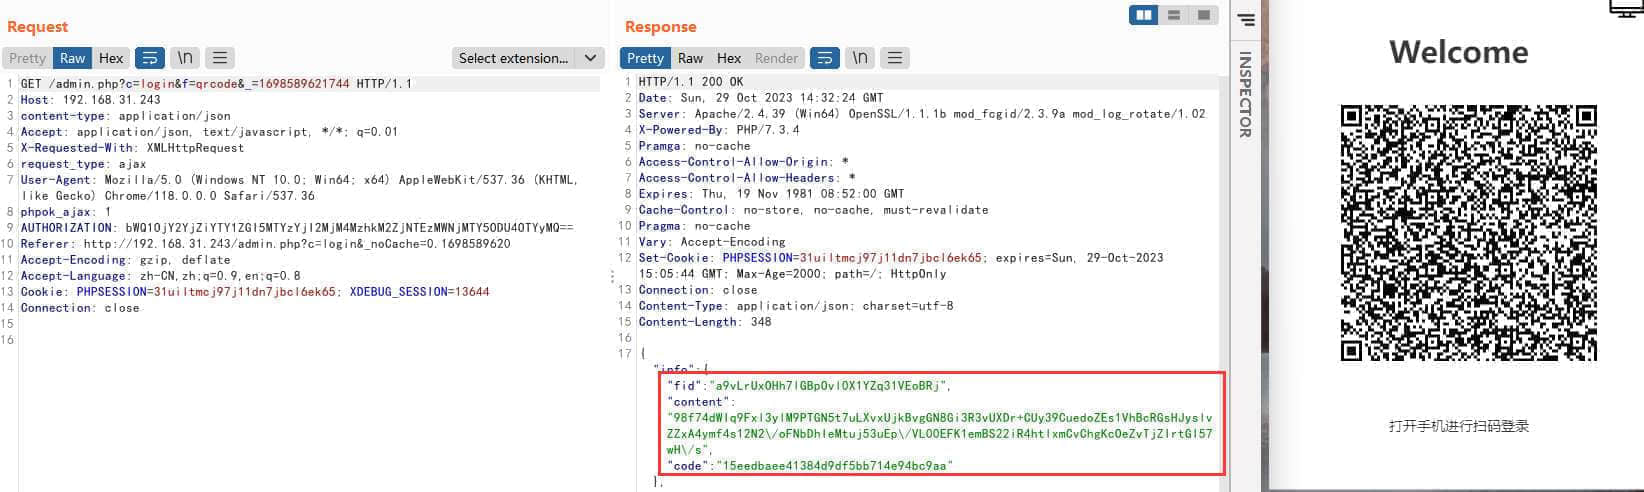 Request
Pretty Raw Hex \n Select extension...
1 GET /admin.php?c=login&f=qrcode&_=1698589621744 HTTP/1.1
2 Host: 192.168.31.243
3 content-type: application/json
4 Accept: application/json, text/javascript, */*; q=0.01
5 X-Requested-With: XMLHttpRequest
6 request_type: ajax
7 User-Agent: Mozilla/5.0 (Windows NT 10.0; Win64; x64) AppleWebKit/537.36 (KHTML,
like Gecko) Chrome/118.0.0.0 Safari/537.36
8 phpok_ajax: 1
9 AUTHORIZATION:
10 Referer: http://192.168.31.243/admin.php?c=login&_noCache=0.1698589620
11 Accept-Encoding: gzip, deflate
12 Accept-Language: zh-CN,zh;q=0.9,en;q=0.8
13 Cookie: PHPSESSION=31uiltmcj97j11dn7jbcl6ek65; XDEBUG_SESSION=13644
14 Connection: close
15
16
Response
Pretty Raw Hex Render \n
1 HTTP/1.1 200 OK
2 Date: Sun, 29 Oct 2023 14:32:24 GMT
3 Server: Apache/2.4.39 (Win64) OpenSSL/1.1.1b mod_fcgid/2.3.9a mod_log_rotate/1.02
4 X-Powered-By: PHP/7.3.4
5 Pramga: no-cache
6 Access-Control-Allow-Origin: *
7 Access-Control-Allow-Headers: *
8 Expires: Thu, 19 Nov 1981 08:52:00 GMT
9 Cache-Control: no-store, no-cache, must-revalidate
10 Pragma: no-cache
11 Vary: Accept-Encoding
12 Set-Cookie: PHPSESSION=31uiltmcj97j11dn7jbcl6ek65; expires=Sun, 29-Oct-2023
15:05:44 GMT; Max-Age=2000; path=/; HttpOnly
13 Connection: close
14 Content-Type: application/json; charset=utf-8
15 Content-Length: 348
16
17 {
"info":{
"fid":"a9vLrUxOHh7lGBpOvlOX1YZq31VEoBRj",
"content":
"code":"15eedbaee41384d9df5bb714e94bc9aa"
},
INSPECTOR
Welcome
打开手机进行扫码登录